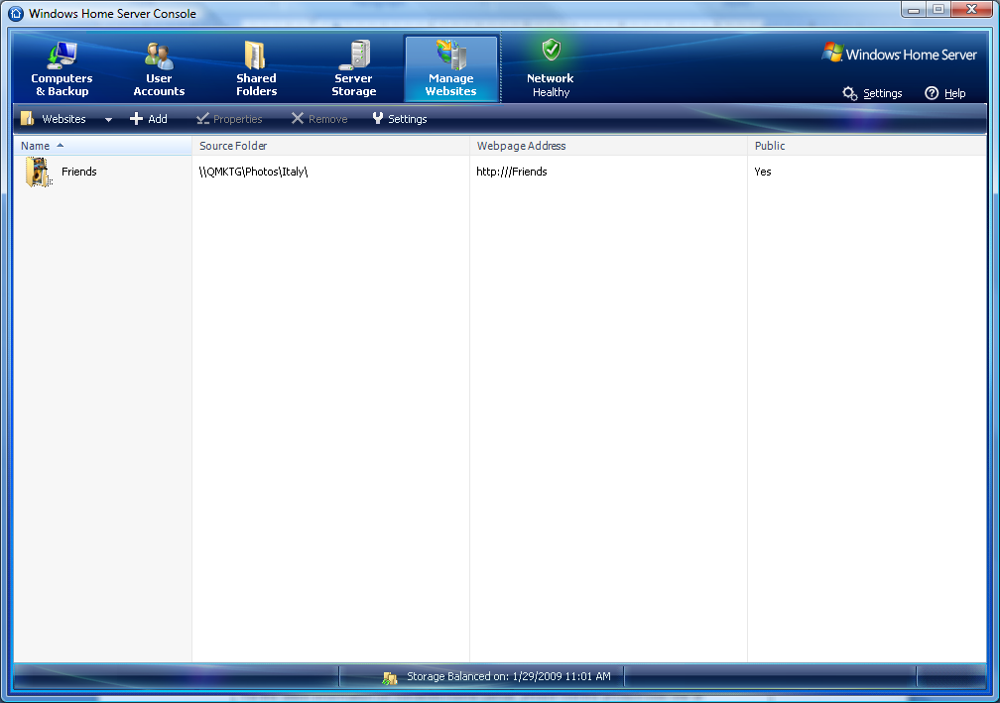 Windows Home Server Console
Computers
& Backup
User
Accounts
Shared
Folders
Server
Storage
Manage
Websites
Network
Healthy
Windows Home Server
Settings
Help
Websites
Add
Properties
Remove
Settings
Name
Source Folder
Webpage Address
Public
Friends
\\QMKTG\Photos\Italy\
http:///Friends
Yes
Storage Balanced on: 1/29/2009 11:01 AM